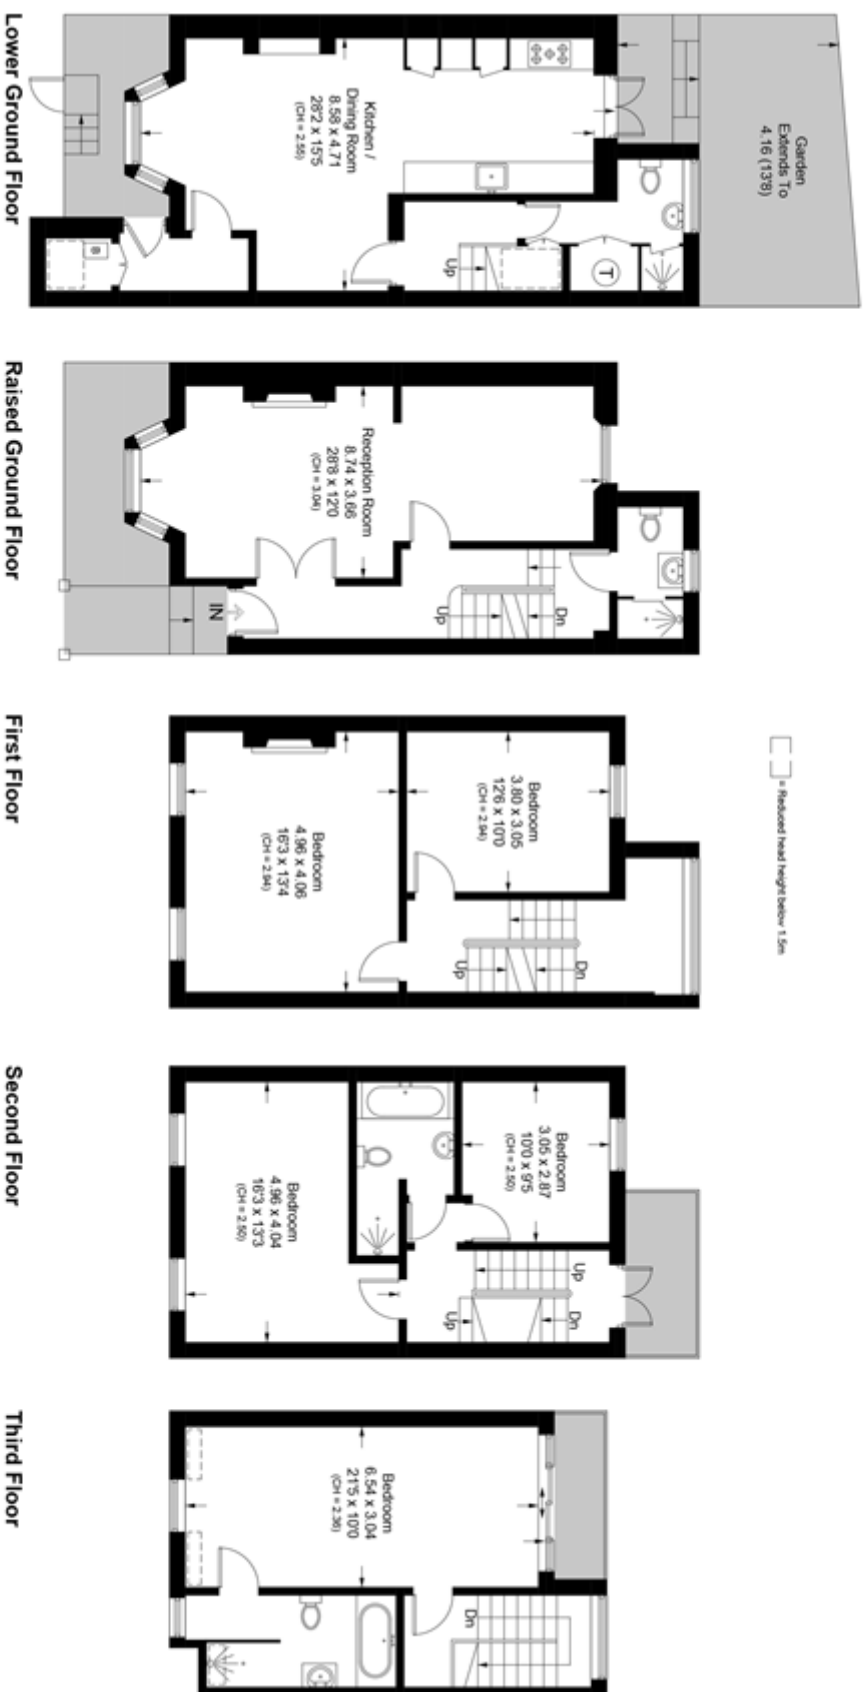 Garden
Extends To
4.16 (13'8)
Kitchen /
Dining Room
8.58 x 4.71
28'2 x 15'5
(CH = 2.55)
Up
T
B
Lower Ground Floor
Reception Room
8.74 x 3.66
28'8 x 12'0
(CH = 3.04)
Dn
Up
IN
Raised Ground Floor
= Reduced head height below 1.5m
Bedroom
3.80 x 3.05
12'6 x 10'0
(CH = 2.94)
Bedroom
4.96 x 4.06
16'3 x 13'4
(CH = 2.94)
Dn
Up
First Floor
Bedroom
3.05 x 2.87
10'0 x 9'5
(CH = 2.50)
Up
Dn
Up
Bedroom
4.96 x 4.04
16'3 x 13'3
(CH = 2.50)
Second Floor
Bedroom
6.54 x 3.04
21'5 x 10'0
(CH = 2.36)
Dn
Third Floor